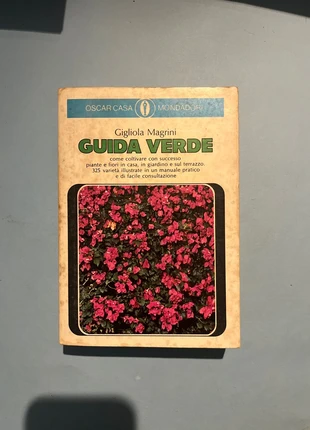 OSCAR CASA MONDADORI
Gigliola Magrini
GUIDA VERDE
come coltivare con successo
piante e fiori in casa, in giardino e sul terrazzo
325 varietà illustrate in un manuale pratico
e di facile consultazione